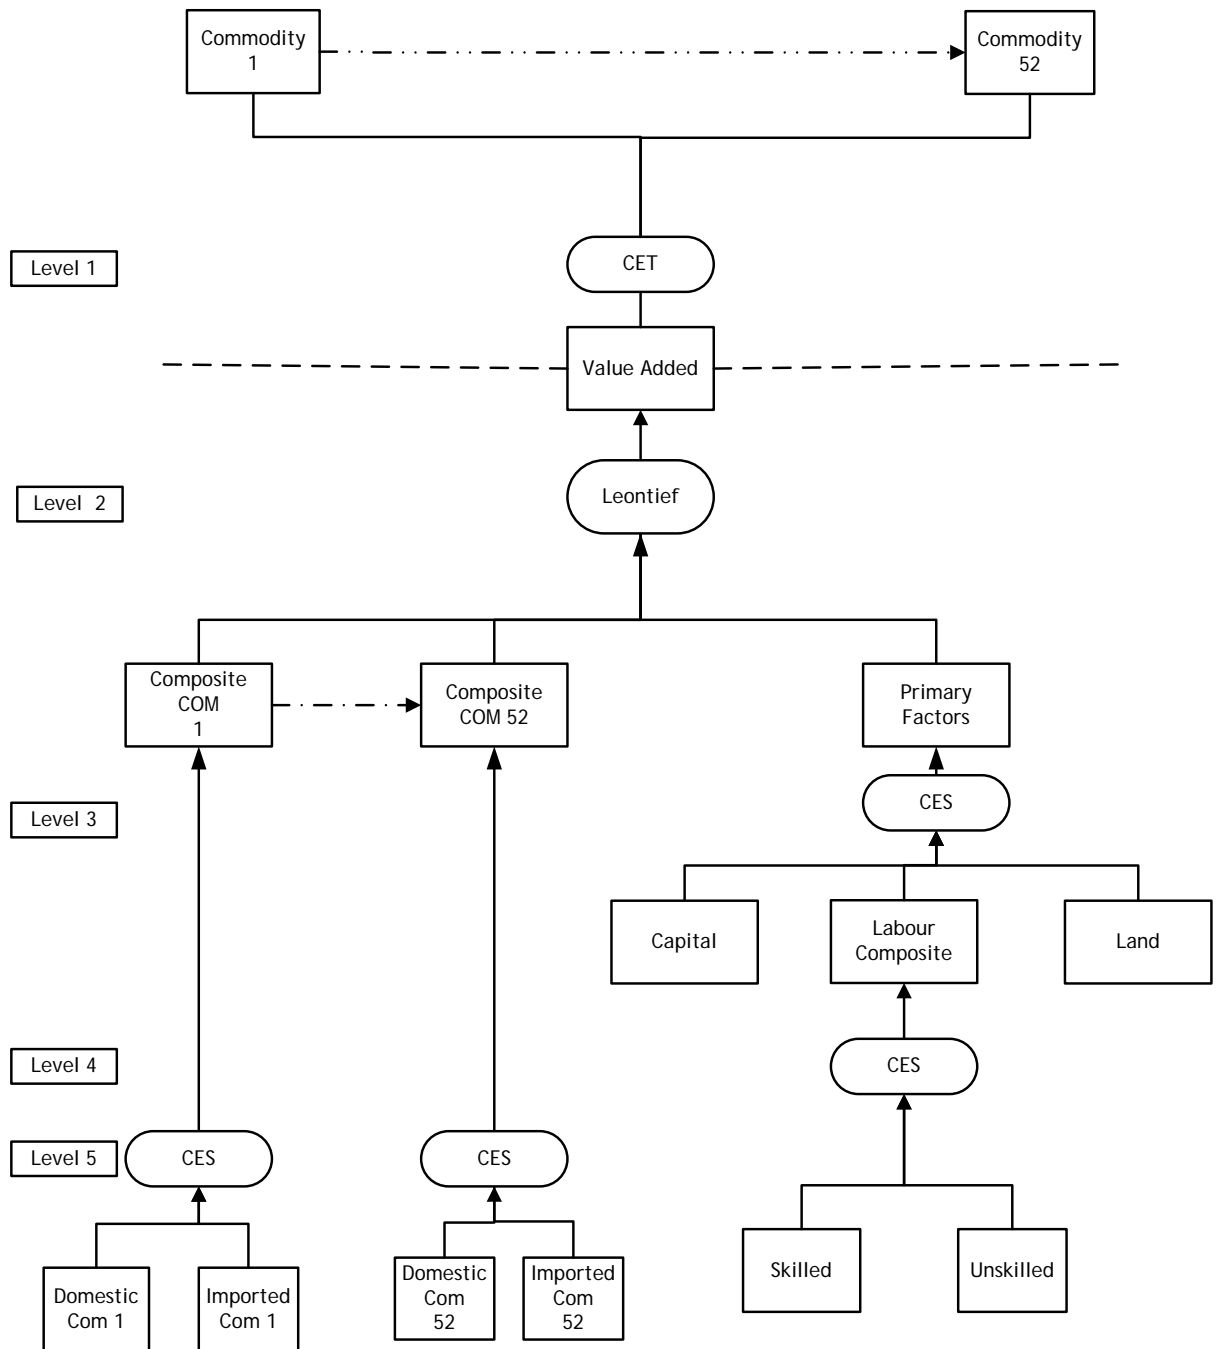 Commodity
1
Commodity
52
Level 1
CET
Value Added
Level 2
Leontief
Composite
COM
1
Composite
COM 52
Primary
Factors
Level 3
CES
Capital
Labour
Composite
Land
Level 4
CES
Level 5
CES
CES
Domestic
Com 1
Imported
Com 1
Domestic
Com
52
Imported
Com
52
Skilled
Unskilled